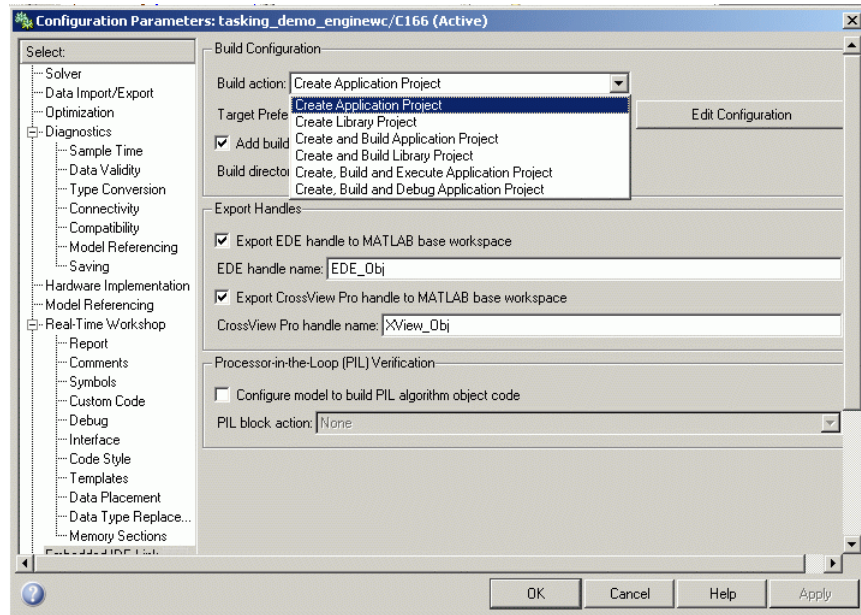 Configuration Parameters: tasking_demo_enginewc/C166 (Active)
Select:
Solver
Data Import/Export
Optimization
Diagnostics
Sample Time
Data Validity
Type Conversion
Connectivity
Compatibility
Model Referencing
Saving
Hardware Implementation
Model Referencing
Real-Time Workshop
Report
Comments
Symbols
Custom Code
Debug
Interface
Code Style
Templates
Data Placement
Data Type Replace...
Memory Sections
Embedded IDE Link
Build Configuration
Build action: Create Application Project
Create Application Project
Create Library Project
Create and Build Application Project
Create and Build Library Project
Create, Build and Execute Application Project
Create, Build and Debug Application Project
Target Prefe
Edit Configuration
Add build
Build directo
Export Handles
Export EDE handle to MATLAB base workspace
EDE handle name: EDE_Obj
Export CrossView Pro handle to MATLAB base workspace
CrossView Pro handle name: XView_Obj
Processor-in-the-Loop (PIL) Verification
Configure model to build PIL algorithm object code
PIL block action: None
OK
Cancel
Help
Apply